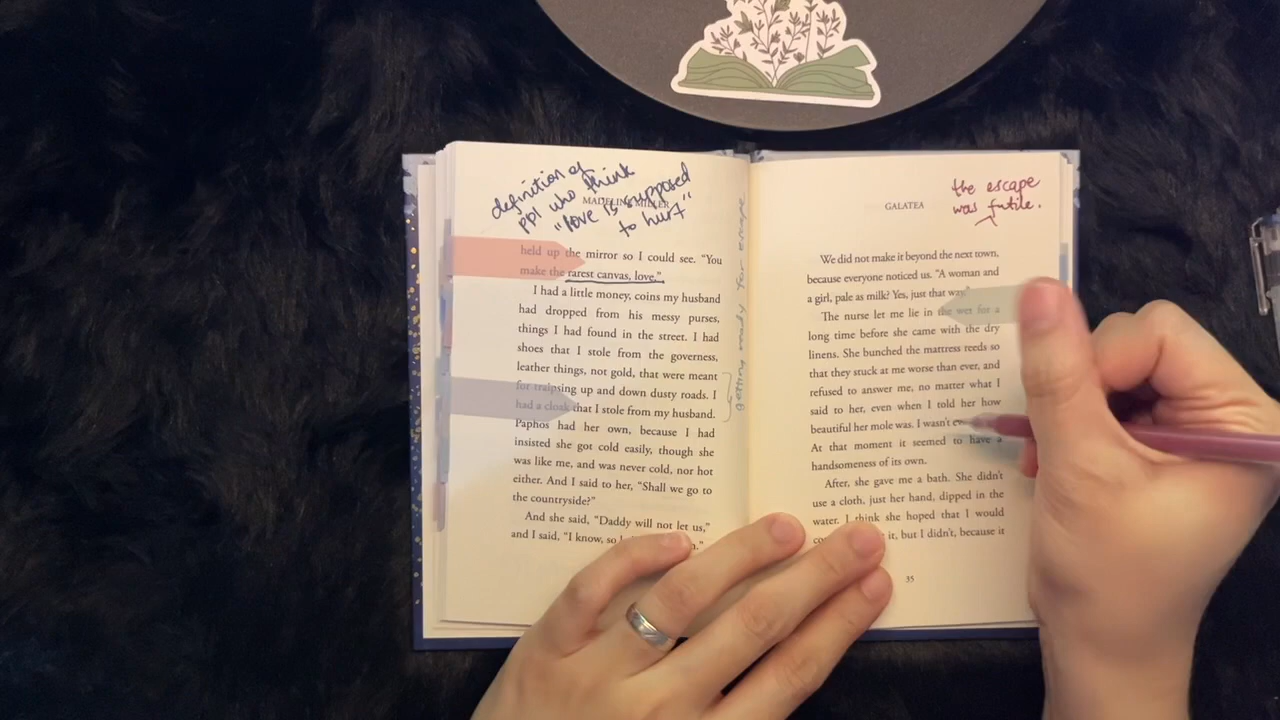 definition of
ppl who think
"love is supposed
to hurt"
MADELINE MILLER
held up the mirror so I could see. "You
make the rarest canvas, love."
I had a little money, coins my husband
had dropped from his messy purses,
things I had found in the street. I had
shoes that I stole from the governess,
leather things, not gold, that were meant
for traipsing up and down dusty roads. I
had a cloak that I stole from my husband.
Paphos had her own, because I had
insisted she got cold easily, though she
was like me, and was never cold, nor hot
either. And I said to her, "Shall we go to
the countryside?"
And she said, "Daddy will not let us,"
and I said, "I know, so
getting ready for escape
GALATEA
the escape
was futile.
We did not make it beyond the next town,
because everyone noticed us. "A woman and
a girl, pale as milk? Yes, just that way."
The nurse let me lie in the wet for a
long time before she came with the dry
linens. She bunched the mattress reeds so
that they stuck at me worse than ever, and
refused to answer me, no matter what I
said to her, even when I told her how
beautiful her mole was. I wasn't
At that moment it seemed to have a
handsomeness of its own.
After, she gave me a bath. She didn't
use a cloth, just her hand, dipped in the
water. I think she hoped that I would
it, but I didn't, because it
35